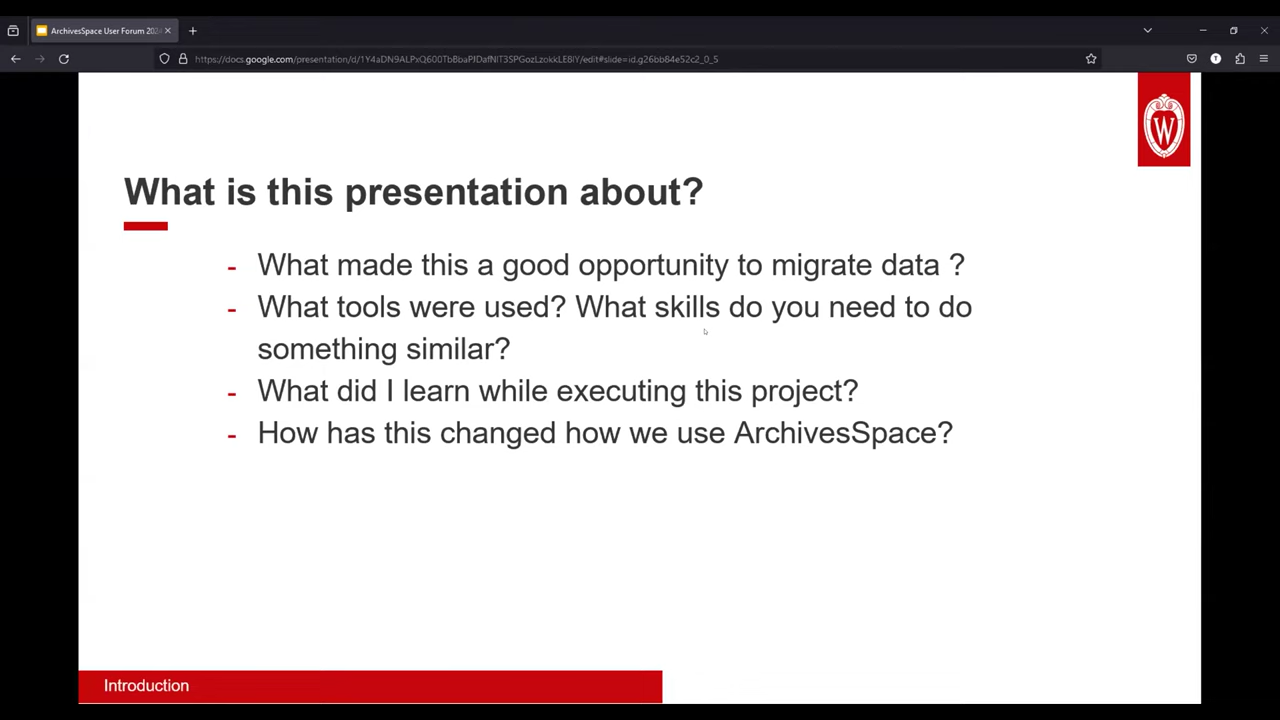 ArchivesSpace User Forum 202
https://docs.google.com/presentation/d/1Y4aDN9ALPxQ600TbBbaPJDafNIT3SPGozLzokkLE8IY/edit#slide=id.g26bb84e52c2_0_5
T
W
What is this presentation about?
- What made this a good opportunity to migrate data ?
- What tools were used? What skills do you need to do
something similar?
- What did I learn while executing this project?
- How has this changed how we use ArchivesSpace?
Introduction